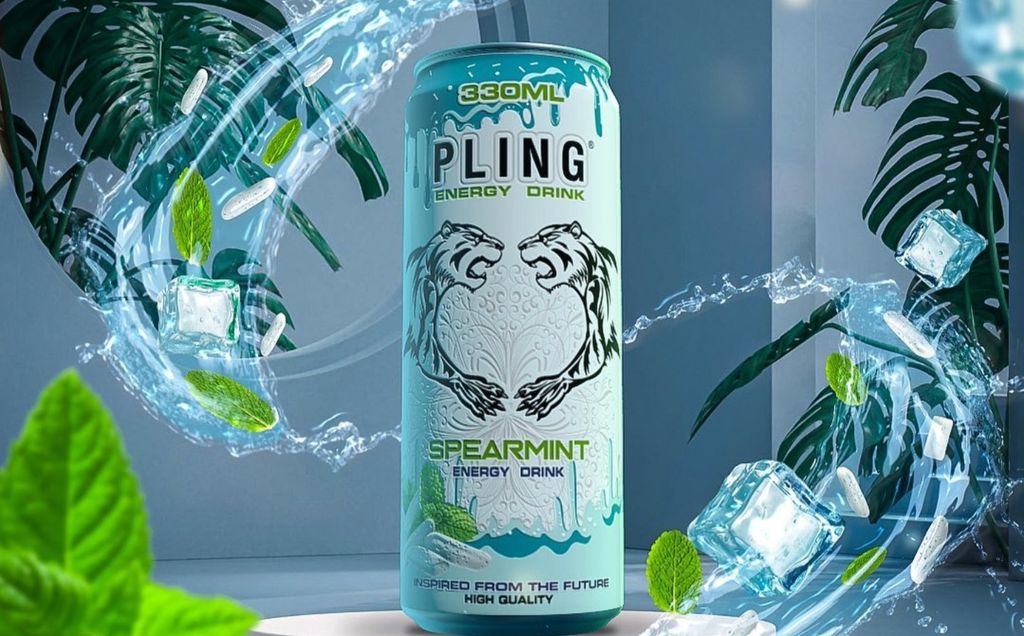 330ML
PLING®
ENERGY DRINK
SPEARMINT
ENERGY DRINK
INSPIRED FROM THE FUTURE
HIGH QUALITY